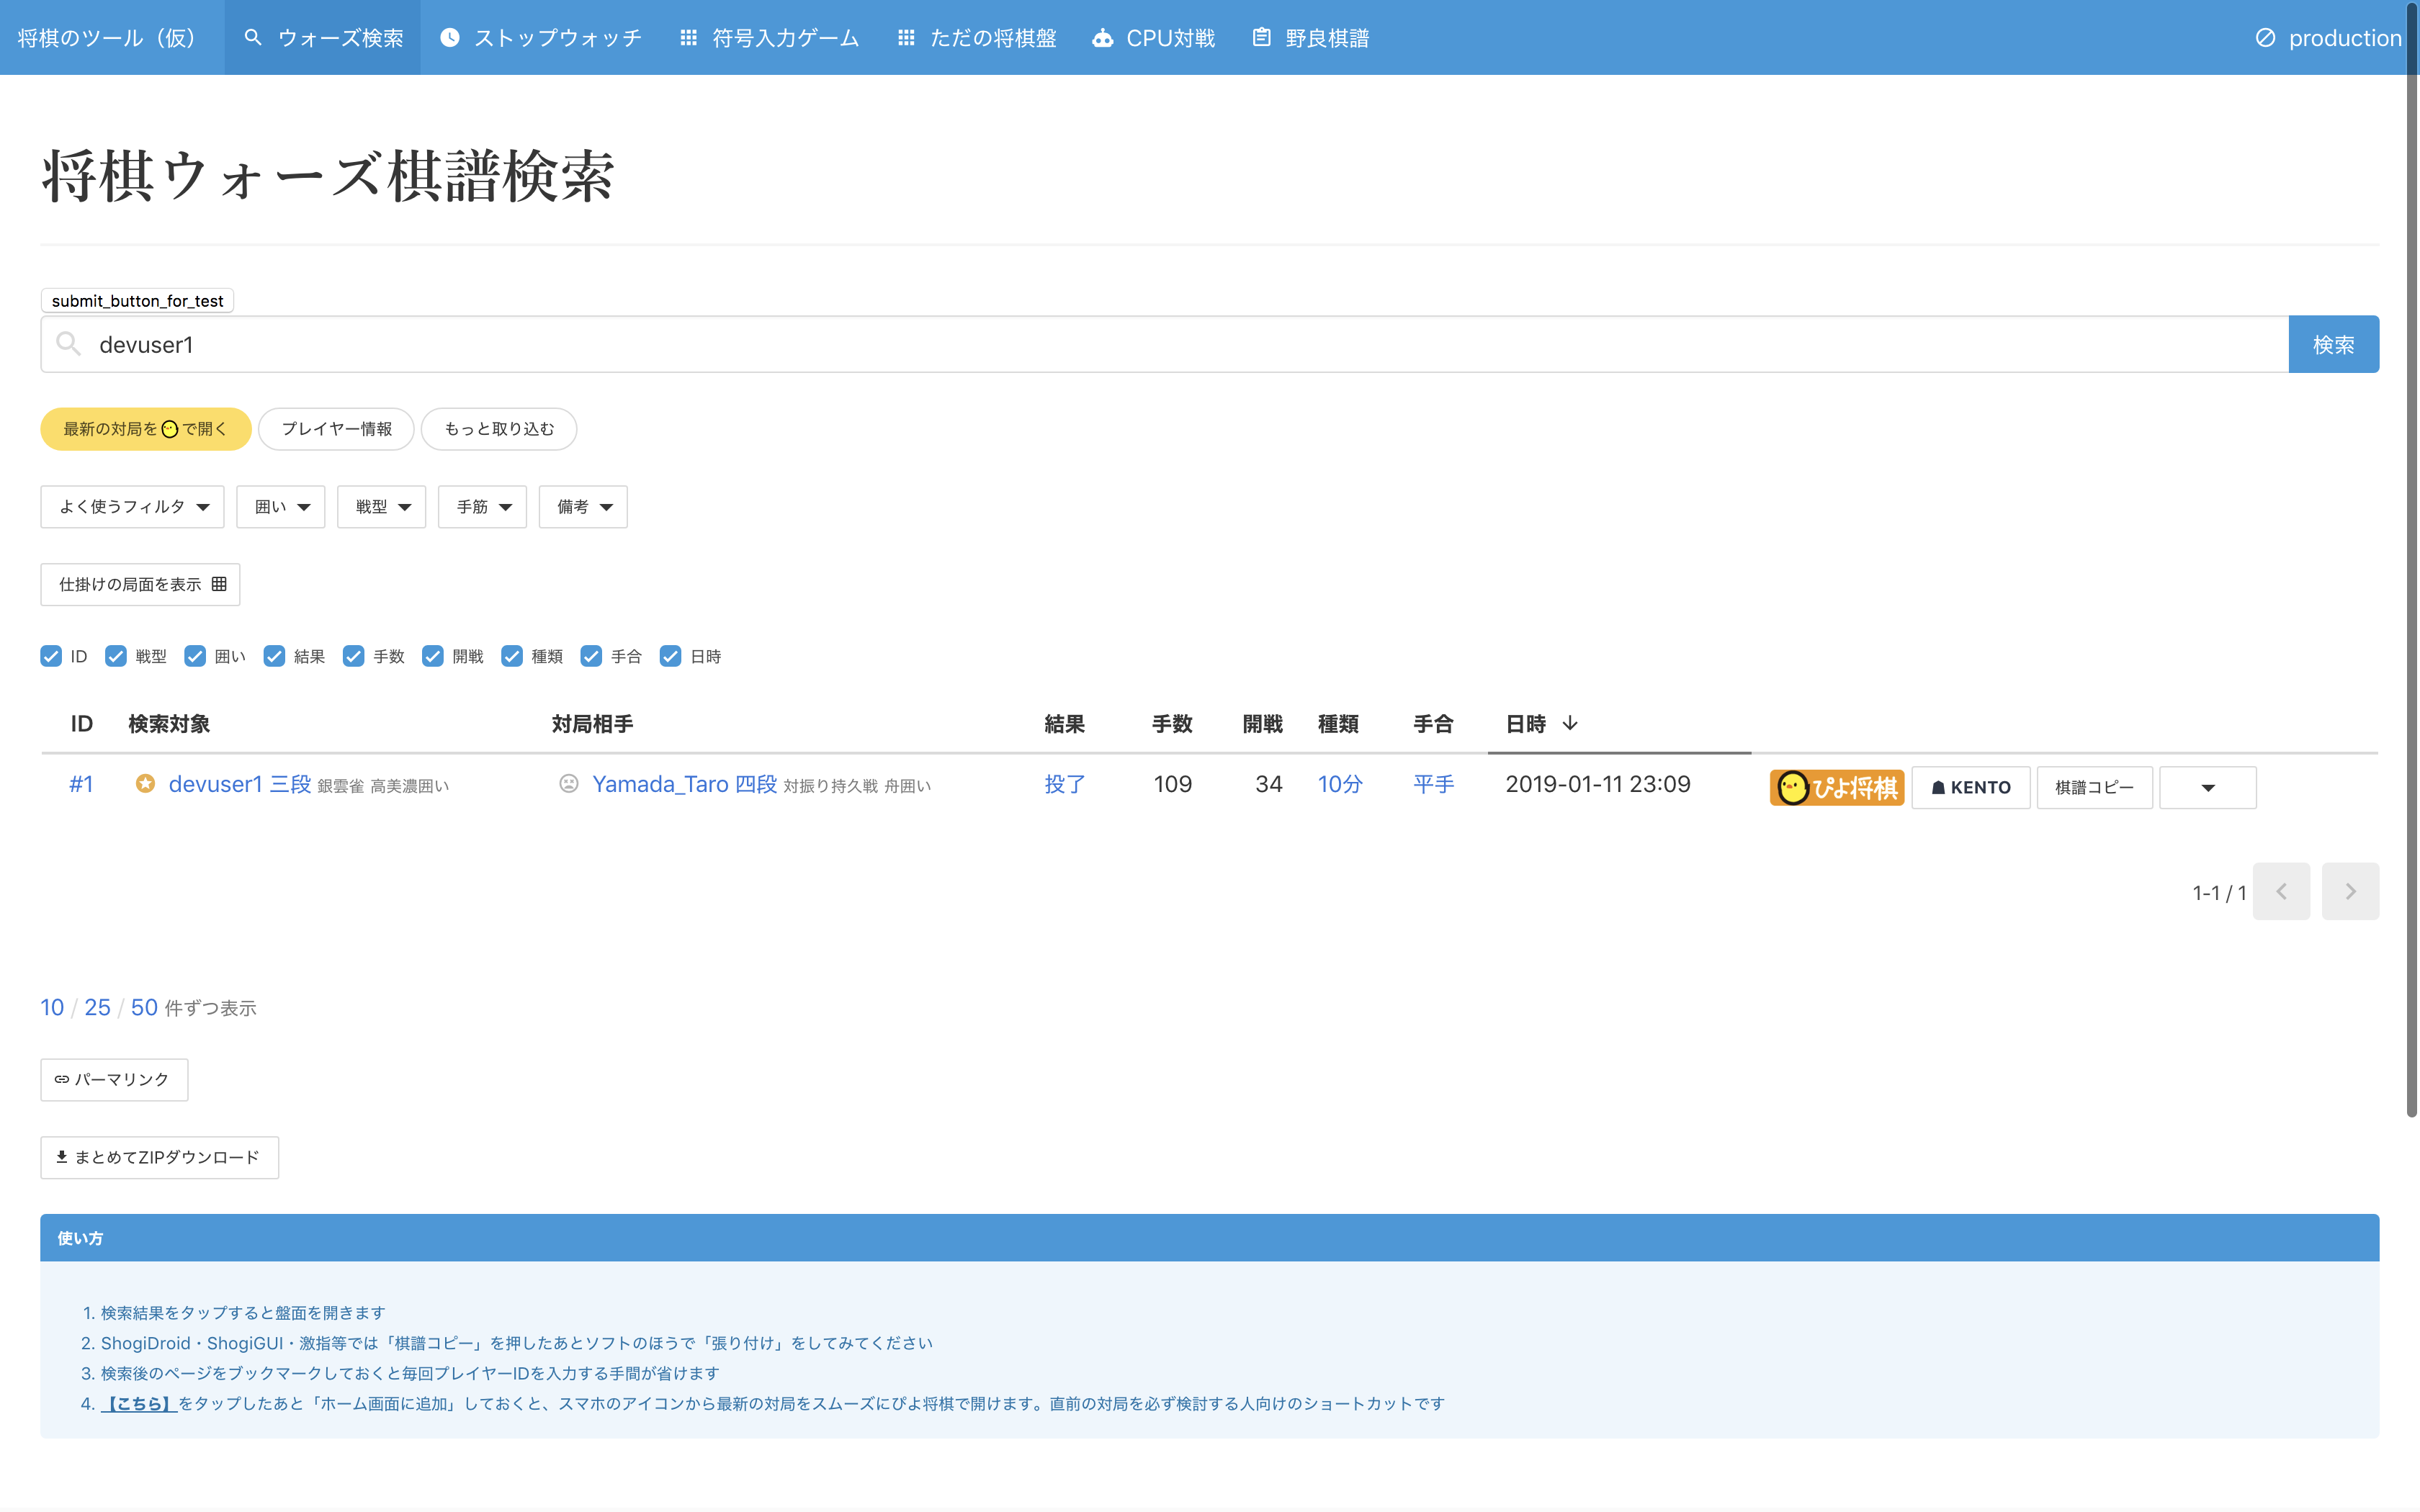 将棋のツール（仮） ウォーズ検索 ストップウォッチ 符号入力ゲーム ただの将棋盤 CPU対戦 野良棋譜 production
将棋ウォーズ棋譜検索
submit_button_for_test
devuser1 検索
最新の対局をで開く プレイヤー情報 もっと取り込む
よく使うフィルタ 囲い 戦型 手筋 備考
仕掛けの局面を表示
ID 戦型 囲い 結果 手数 開戦 種類 手合 日時
ID 検索対象 対局相手 結果 手数 開戦 種類 手合 日時
#1 devuser1 三段 銀雲雀 高美濃囲い Yamada_Taro 四段 対振り持久戦 舟囲い 投了 109 34 10分 平手 2019-01-11 23:09 ぴよ将棋 KENTO 棋譜コピー
1-1 / 1
10 / 25 / 50 件ずつ表示
パーマリンク
まとめてZIPダウンロード
使い方
1. 検索結果をタップすると盤面を開きます
2. ShogiDroid・ShogiGUI・激指等では「棋譜コピー」を押したあとソフトのほうで「張り付け」をしてみてください
3. 検索後のページをブックマークしておくと毎回プレイヤーIDを入力する手間が省けます
4. 【こちら】をタップしたあと「ホーム画面に追加」しておくと、スマホのアイコンから最新の対局をスムーズにぴよ将棋で開けます。直前の対局を必ず検討する人向けのショートカットです